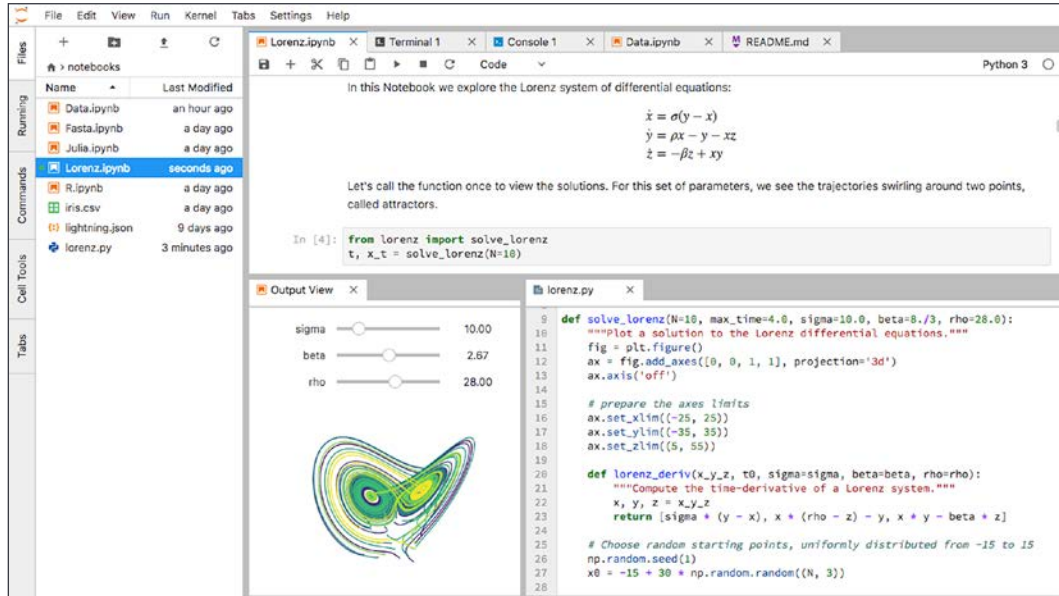 File Edit View Run Kernel Tabs Settings Help
Files
Running
Commands
Cell Tools
Tabs
notebooks
Name Last Modified
Data.ipynb an hour ago
Fasta.ipynb a day ago
Julia.ipynb a day ago
Lorenz.ipynb seconds ago
R.ipynb a day ago
iris.csv a day ago
lightning.json 9 days ago
lorenz.py 3 minutes ago
Lorenz.ipynb Terminal 1 Console 1 Data.ipynb README.md
Code Python 3
In this Notebook we explore the Lorenz system of differential equations:
ẋ = σ(y − x)
ẏ = ρx − y − xz
ż = −βz + xy
Let's call the function once to view the solutions. For this set of parameters, we see the trajectories swirling around two points,
called attractors.
In [4]: from lorenz import solve_lorenz
t, x_t = solve_lorenz(N=10)
Output View
sigma 10.00
beta 2.67
rho 28.00
lorenz.py
9 def solve_lorenz(N=10, max_time=4.0, sigma=10.0, beta=8./3, rho=28.0):
10 """Plot a solution to the Lorenz differential equations."""
11 fig = plt.figure()
12 ax = fig.add_axes([0, 0, 1, 1], projection='3d')
13 ax.axis('off')
14
15 # prepare the axes limits
16 ax.set_xlim((-25, 25))
17 ax.set_ylim((-35, 35))
18 ax.set_zlim((5, 55))
19
20 def lorenz_deriv(x_y_z, t0, sigma=sigma, beta=beta, rho=rho):
21 """Compute the time-derivative of a Lorenz system."""
22 x, y, z = x_y_z
23 return [sigma * (y - x), x * (rho - z) - y, x * y - beta * z]
24
25 # Choose random starting points, uniformly distributed from -15 to 15
26 np.random.seed(1)
27 x0 = -15 + 30 * np.random.random((N, 3))
28